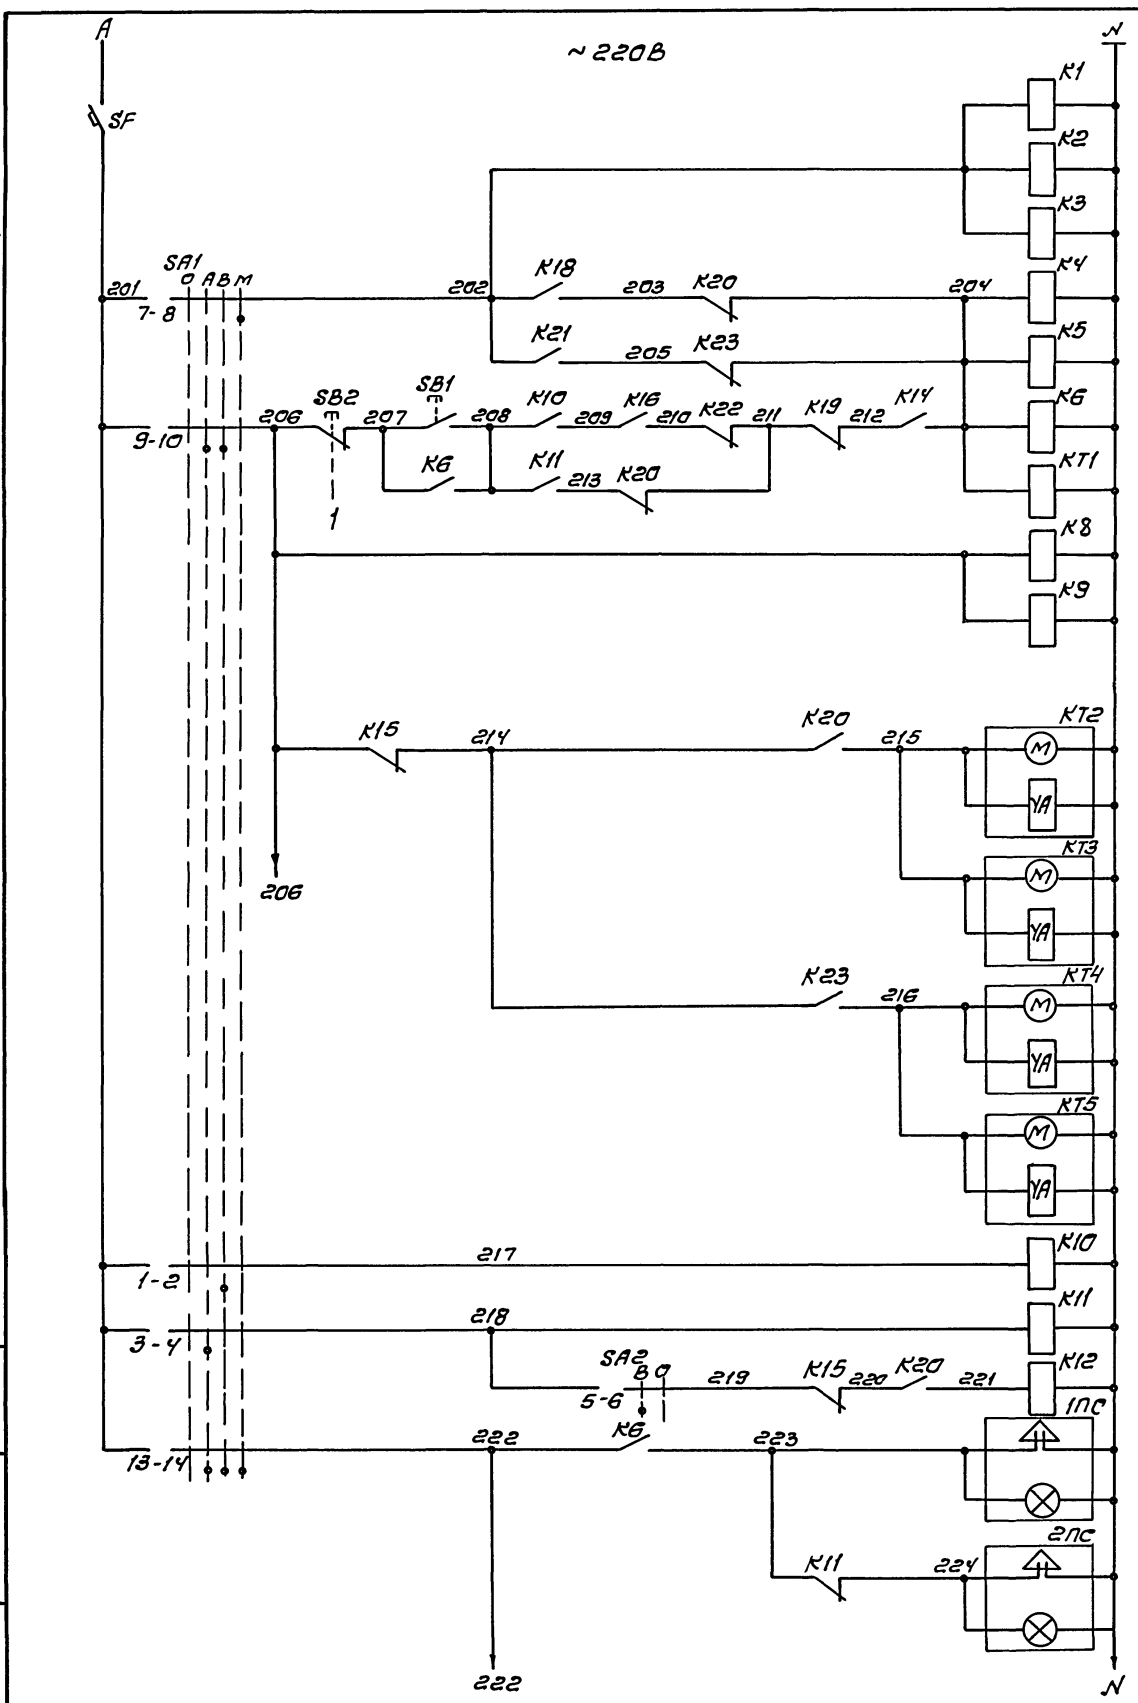 A
~220В
N
SF
K1
K2
K3
SA1
O A B M
201
7-8
202
K18
203
K20
204
K4
K21
205
K23
K5
9-10
206
SB2
207
SB1
208
K10
209
K16
210
K22
211
K19
212
K14
K6
K6
K11
213
K20
KT1
1
K8
K9
K15
214
K20
215
KT2
M
YA
206
KT3
M
YA
K23
216
KT4
M
YA
KT5
M
YA
1-2
217
K10
3-4
218
K11
SA2
B O
5-6
219
K15
220
K20
221
K12
13-14
222
K6
223
1ПС
K11
224
2ПС
222
N